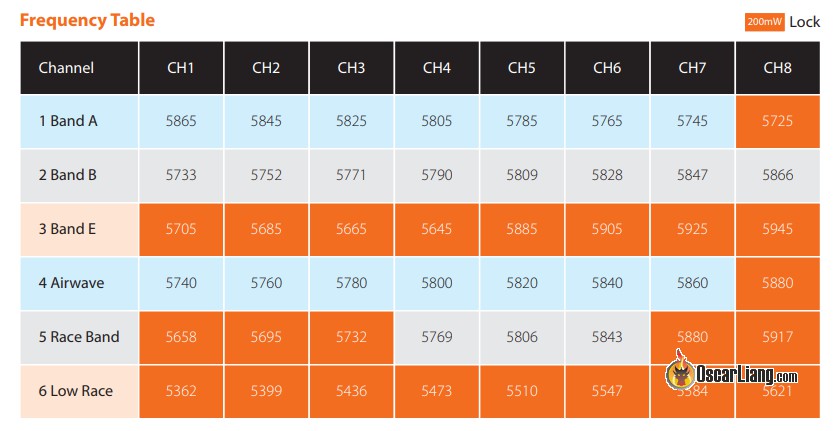 Frequency Table
200mW Lock
Channel CH1 CH2 CH3 CH4 CH5 CH6 CH7 CH8
1 Band A 5865 5845 5825 5805 5785 5765 5745 5725
2 Band B 5733 5752 5771 5790 5809 5828 5847 5866
3 Band E 5705 5685 5665 5645 5885 5905 5925 5945
4 Airwave 5740 5760 5780 5800 5820 5840 5860 5880
5 Race Band 5658 5695 5732 5769 5806 5843 5880 5917
6 Low Race 5362 5399 5436 5473 5510 5547 5584 5621
OscarLiang.com